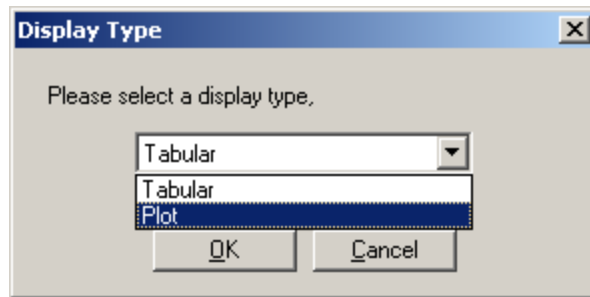 Display Type
Please select a display type,
Tabular
Tabular
Plot
OK
Cancel